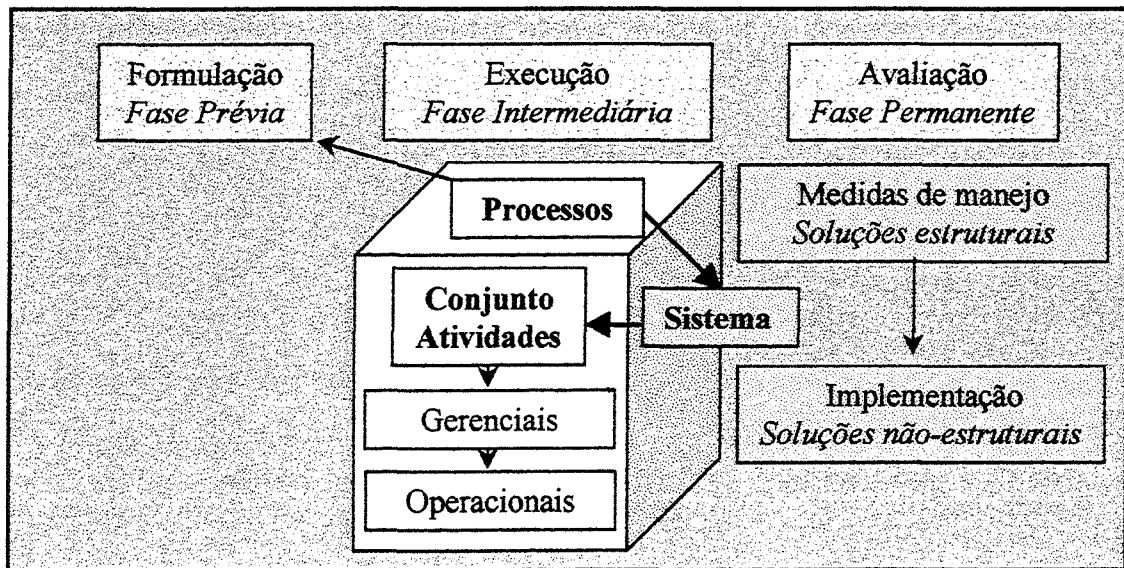 Formulação
Fase Prévia
Execução
Fase Intermediária
Avaliação
Fase Permanente
Processos
Medidas de manejo
Soluções estruturais
Conjunto
Atividades
Sistema
Gerenciais
Operacionais
Implementação
Soluções não-estruturais